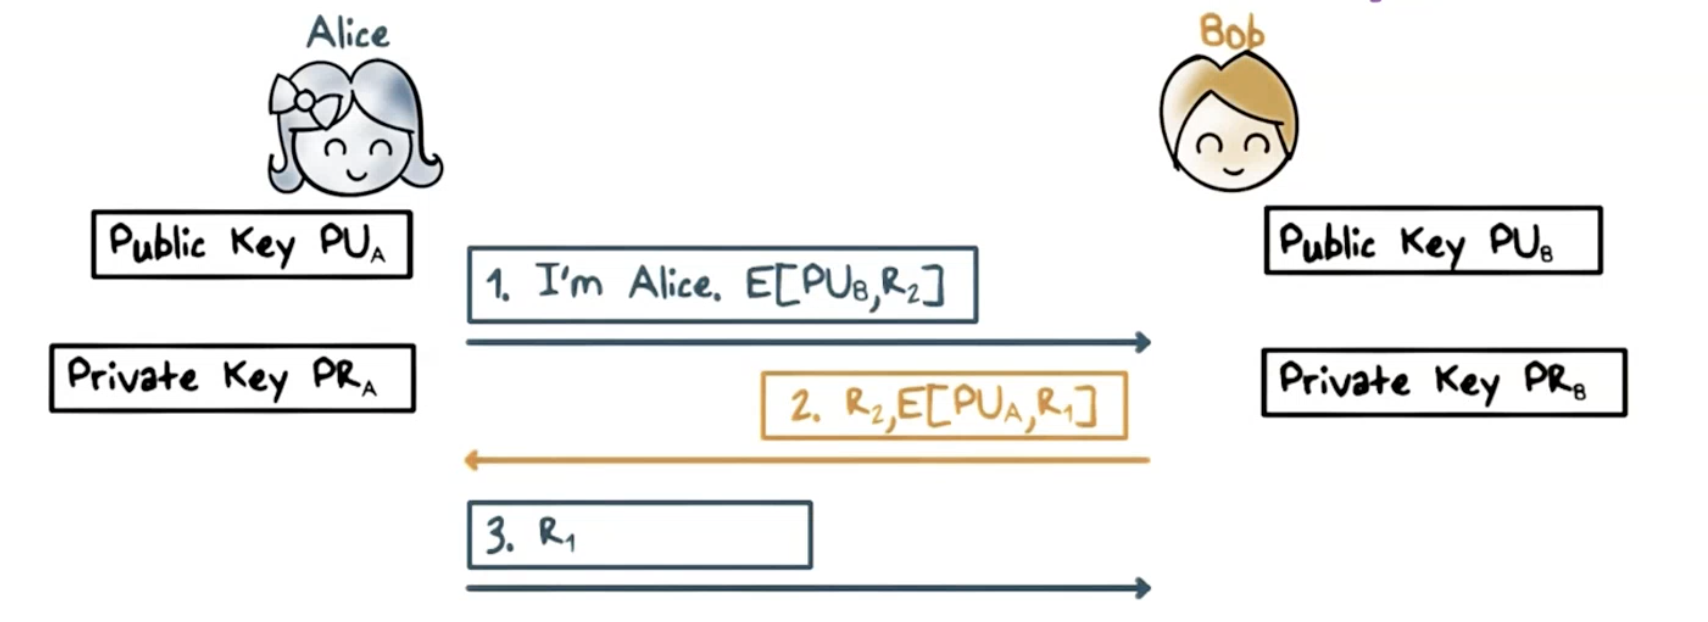 Alice
Bob
Public Key PU_A
Public Key PU_B
1. I'm Alice. E[PU_B,R_2]
Private Key PR_A
Private Key PR_B
2. R_2,E[PU_A,R_1]
3. R_1